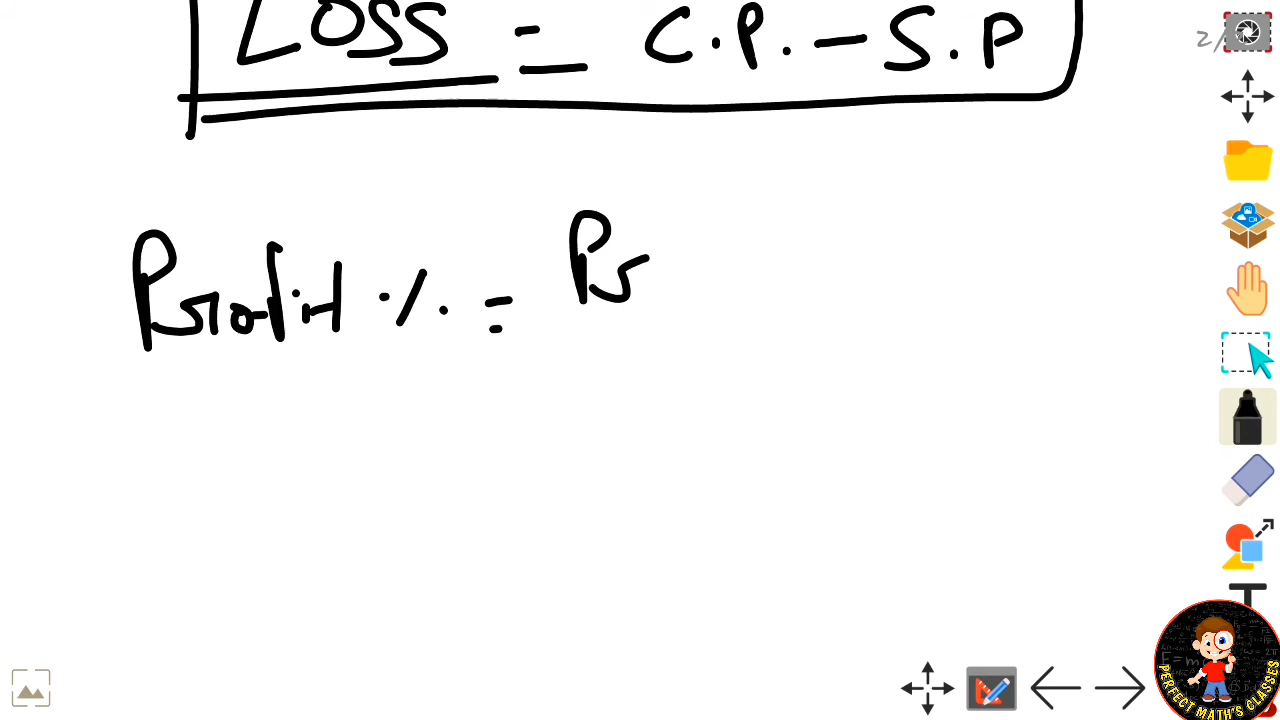 Loss = C.P. - S.P
2/
Profit % = Pr
T
E=m
PERFECT MATH'S CLASSES